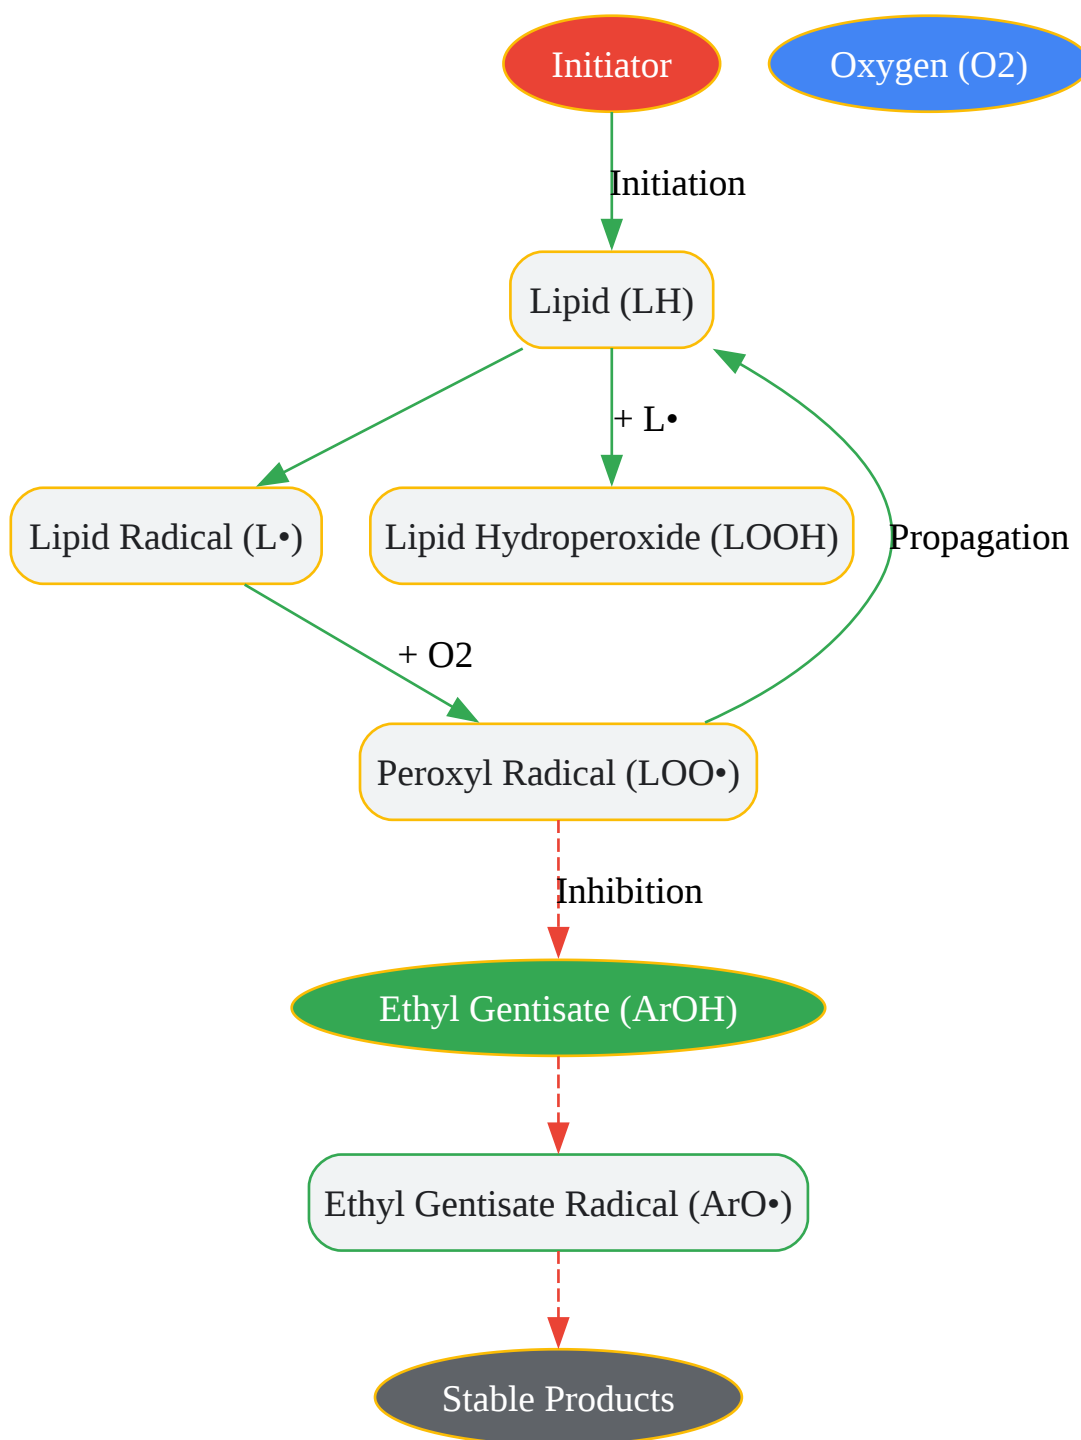 Initiator
Oxygen (O2)
Initiation
Lipid (LH)
+ L•
Lipid Radical (L•)
Lipid Hydroperoxide (LOOH)
Propagation
+ O2
Peroxyl Radical (LOO•)
Inhibition
Ethyl Gentisate (ArOH)
Ethyl Gentisate Radical (ArO•)
Stable Products